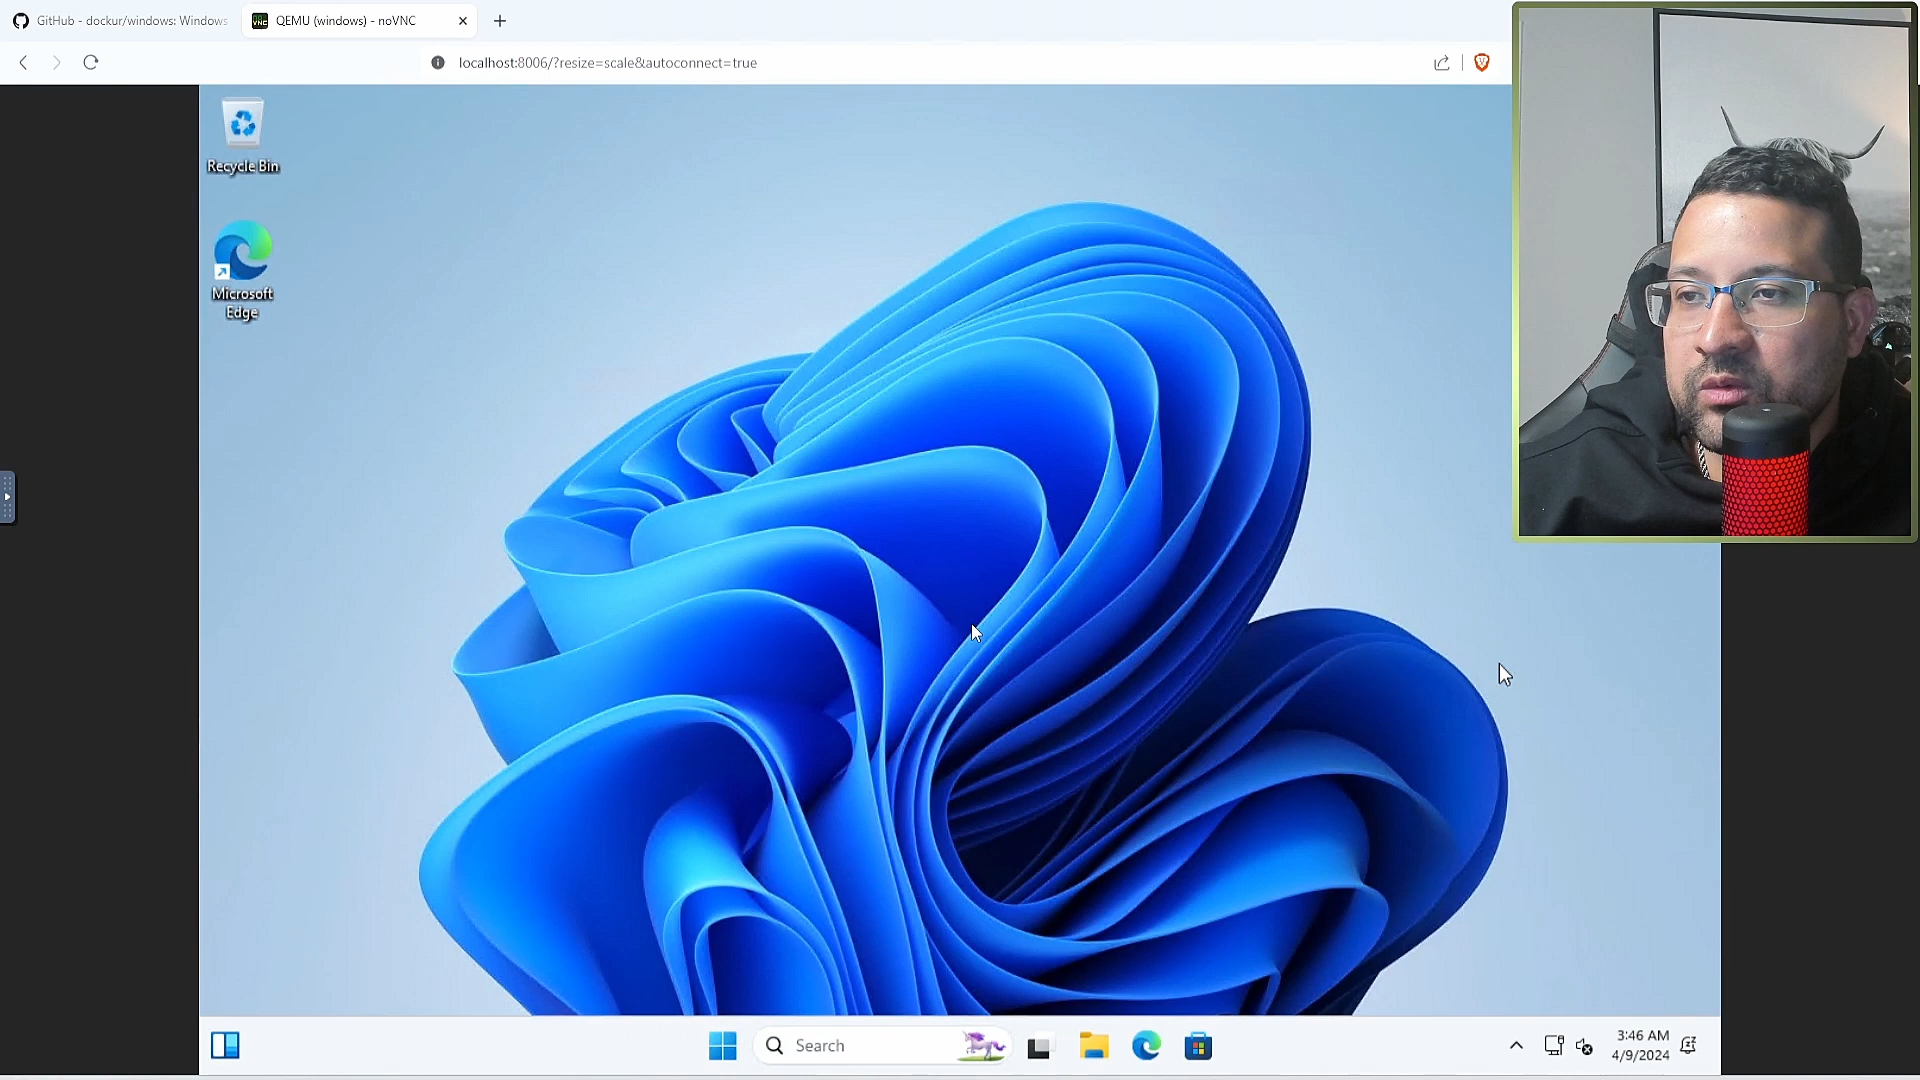 GitHub - dockur/windows: Windows
QEMU (windows) - noVNC
localhost:8006/?resize=scale&autoconnect=true
Recycle Bin
Microsoft
Edge
Search
3:46 AM
4/9/2024